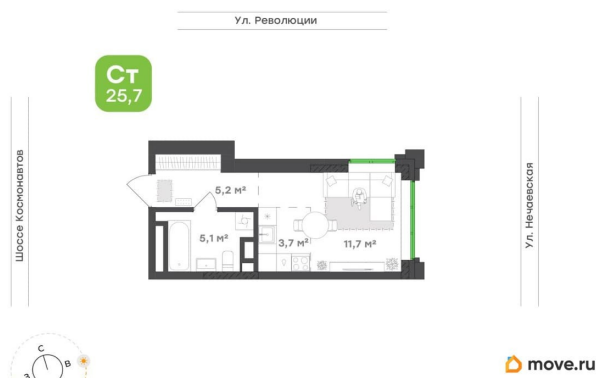 Ул. Революции
Ст
25,7
Шоссе Космонавтов
Ул. Нечаевская
5,2 м²
5,1 м²
3,7 м²
11,7 м²
С
В
З
move.ru